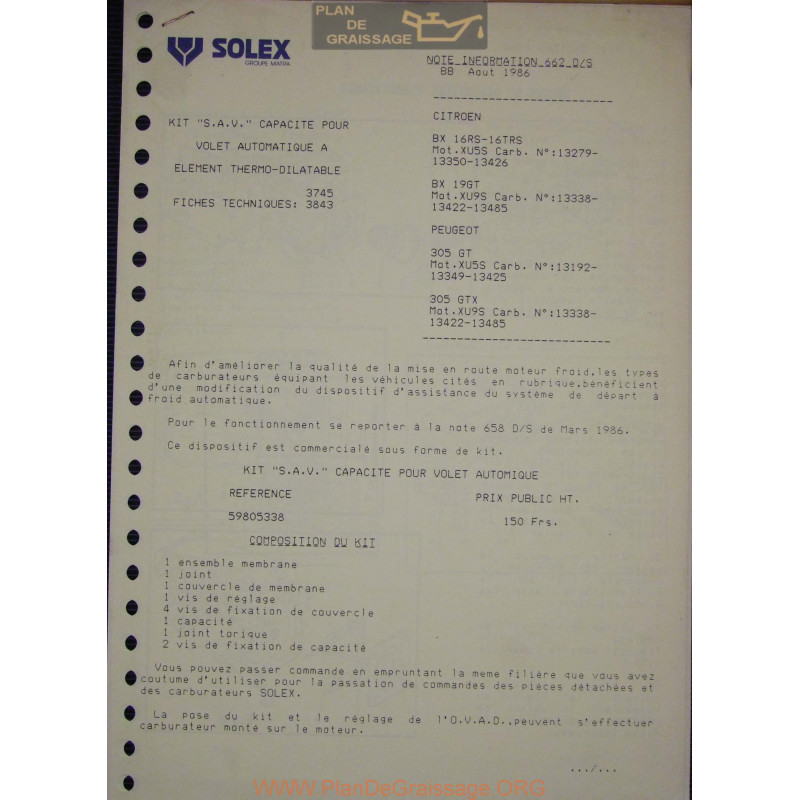 PLAN
DE
GRAISSAGE
SOLEX
GROUPE MATRA
NOTE INFORMATION 662 D/S
BB Aout 1986
KIT "S.A.V." CAPACITE POUR
VOLET AUTOMATIQUE A
ELEMENT THERMO-DILATABLE
3745
FICHES TECHNIQUES: 3843
CITROEN
BX 16RS-16TRS
Mot.XU5S Carb. N°:13279-
13350-13426
BX 19GT
Mot.XU9S Carb. N°:13338-
13422-13485
PEUGEOT
305 GT
Mot.XU5S Carb. N°:13192-
13349-13425
305 GTX
Mot.XU9S Carb. N°:13338-
13422-13485
Afin d'améliorer la qualité de la mise en route moteur froid,les types
de carburateurs équipant les véhicules cités en rubrique,bénéficient
d'une modification du dispositif d'assistance du système de départ à
froid automatique.
Pour le fonctionnement se reporter à la note 658 D/S de Mars 1986.
Ce dispositif est commercialé sous forme de kit.
KIT "S.A.V." CAPACITE POUR VOLET AUTOMIQUE
REFERENCE PRIX PUBLIC HT.
59805338 150 Frs.
COMPOSITION DU KIT
1 ensemble membrane
1 joint
1 couvercle de membrane
1 vis de réglage
4 vis de fixation de couvercle
1 capacité
1 joint torique
2 vis de fixation de capacité
Vous pouvez passer commande en empruntant la meme filière que vous avez
coutume d'utiliser pour la passation de commandes des pièces détachées et
des carburateurs SOLEX.
La pose du kit et le réglage de l'O.V.A.D.,peuvent s'effectuer
carburateur monté sur le moteur.
.../...
© www.PlanDeGraissage.ORG